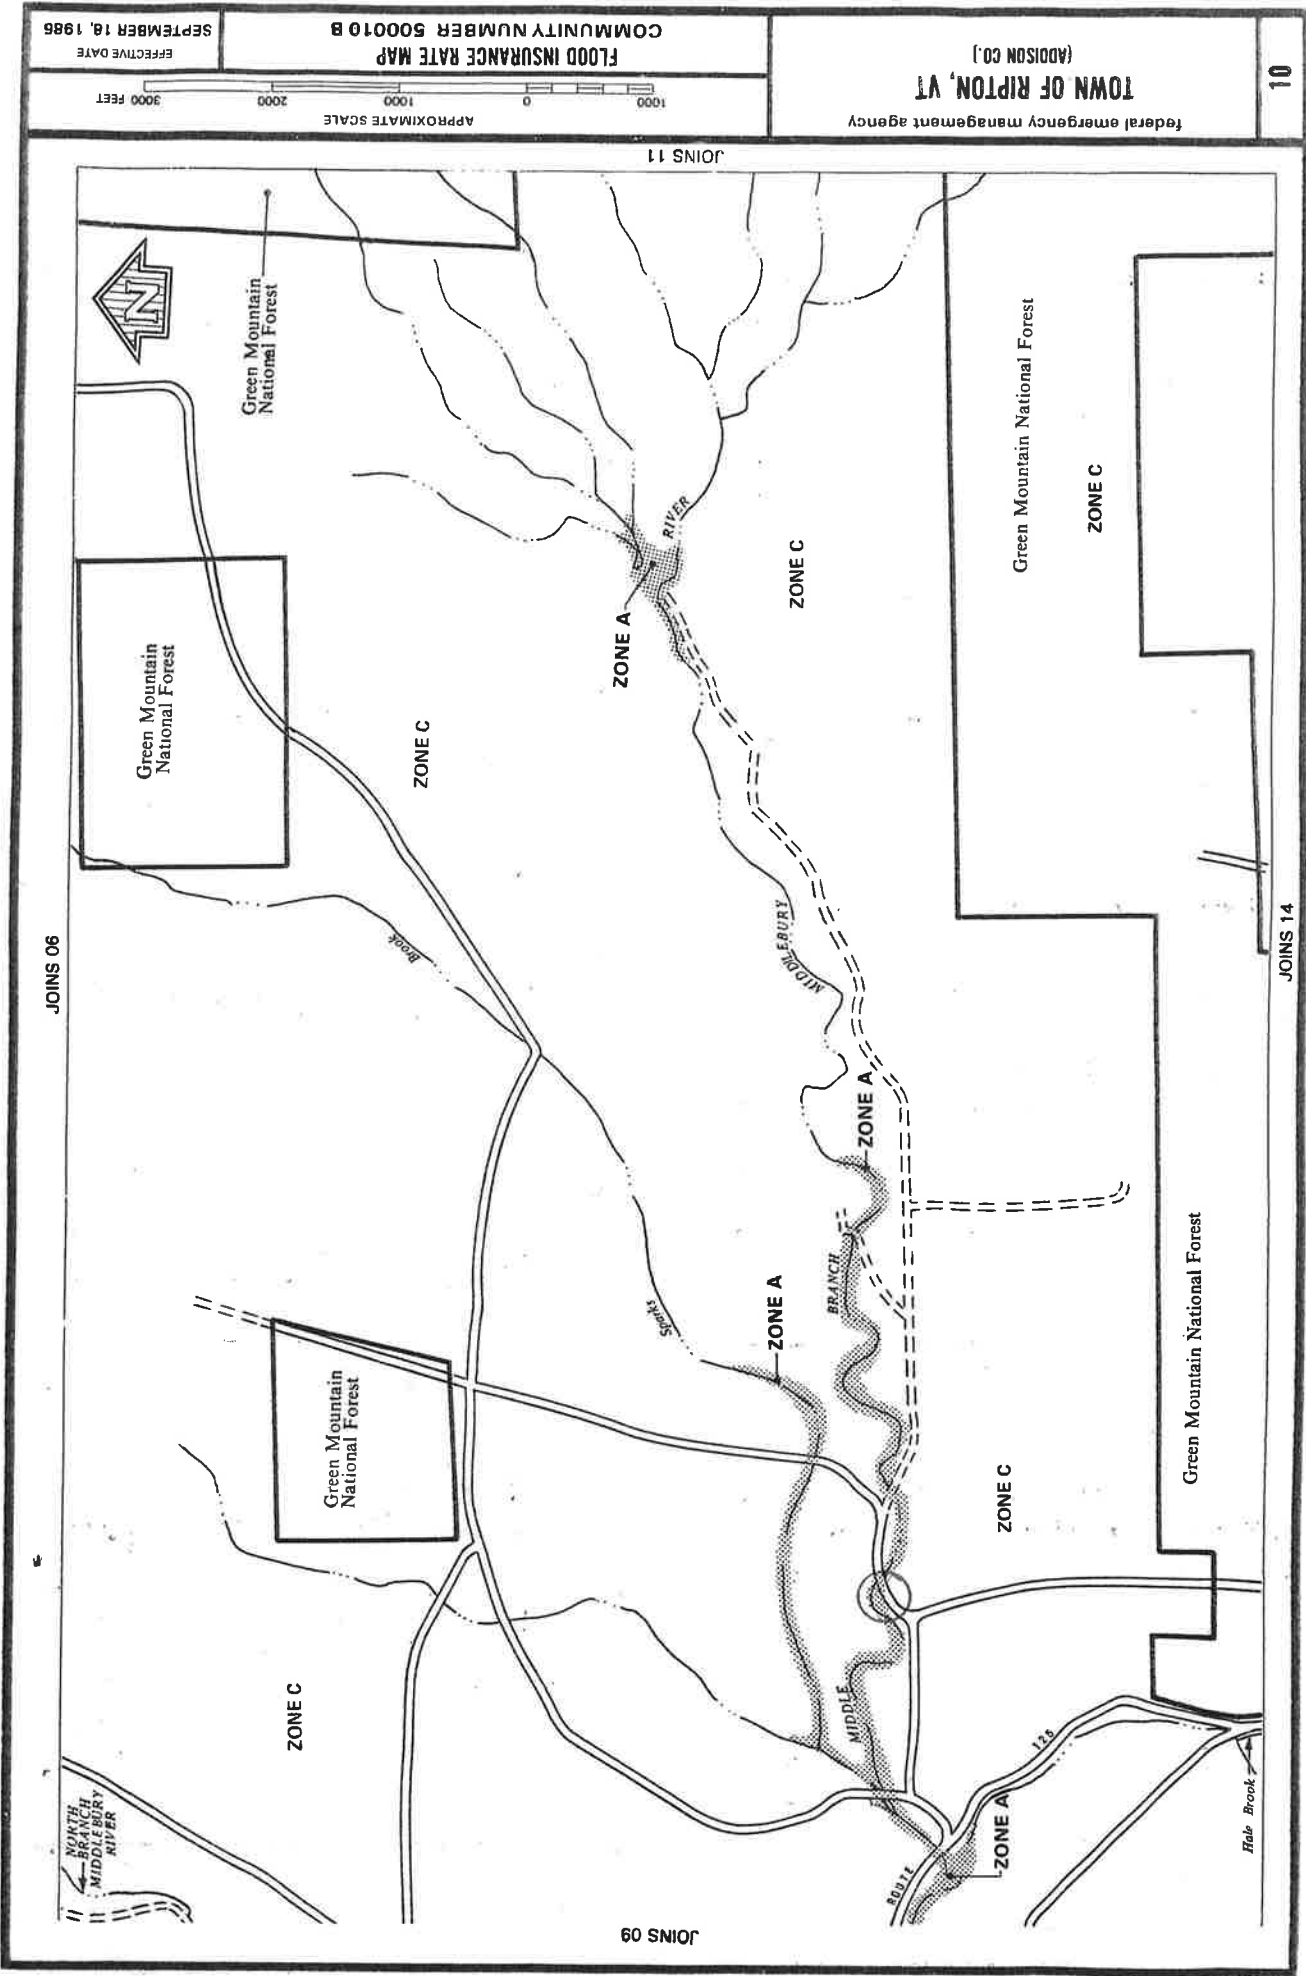 10
federal emergency management agency
TOWN OF RIPTON, VT
(ADDISON CO.)
APPROXIMATE SCALE
1000
0
1000
2000
3000 FEET
FLOOD INSURANCE RATE MAP
COMMUNITY NUMBER 500010 B
EFFECTIVE DATE
SEPTEMBER 18, 1986
JOINS 11
N
Green Mountain
National Forest
Green Mountain National Forest
ZONE C
RIVER
ZONE C
ZONE A
Green Mountain
National Forest
ZONE C
JOINS 06
Brook
MIDDLEBURY
JOINS 14
ZONE A
BRANCH
ZONE A
Sparks
Green Mountain
National Forest
Green Mountain National Forest
ZONE C
MIDDLE
ZONE C
125
NORTH
BRANCH
MIDDLEBURY
RIVER
Hale Brook
ROUTE
ZONE A
JOINS 09